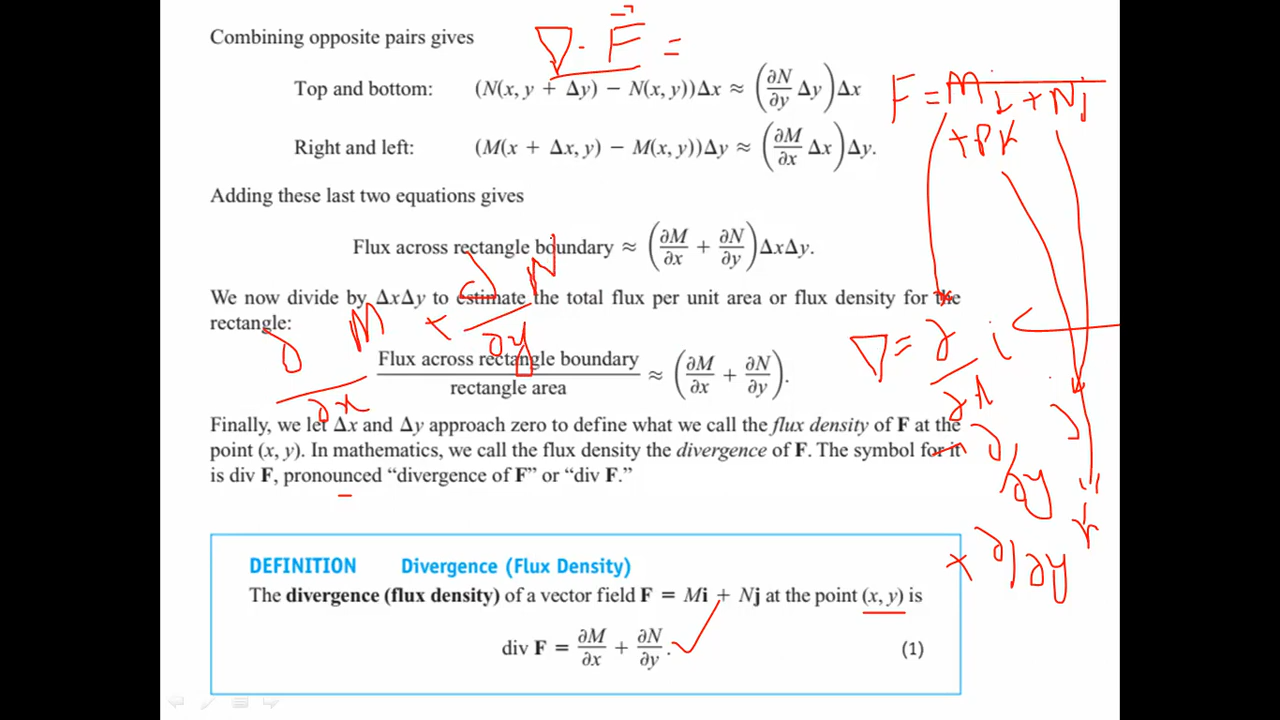 Combining opposite pairs gives
∇ · F⃗ =
Top and bottom: (N(x, y + Δy) − N(x, y))Δx ≈ (∂N/∂y Δy)Δx
F = Mi + Nj
+ PK
Right and left: (M(x + Δx, y) − M(x, y))Δy ≈ (∂M/∂x Δx)Δy.
Adding these last two equations gives
Flux across rectangle boundary ≈ (∂M/∂x + ∂N/∂y)ΔxΔy.
We now divide by ΔxΔy to estimate the total flux per unit area or flux density for the
rectangle:
∂/∂x M + ∂/∂y N
∇ = ∂/∂x i
Flux across rectangle boundary / rectangle area ≈ (∂M/∂x + ∂N/∂y).
Finally, we let Δx and Δy approach zero to define what we call the flux density of F at the
point (x, y). In mathematics, we call the flux density the divergence of F. The symbol for it
is div F, pronounced “divergence of F” or “div F.”
∂/∂y j
+ ∂/∂y k
DEFINITION Divergence (Flux Density)
The divergence (flux density) of a vector field F = Mi + Nj at the point (x, y) is
div F = ∂M/∂x + ∂N/∂y. (1)